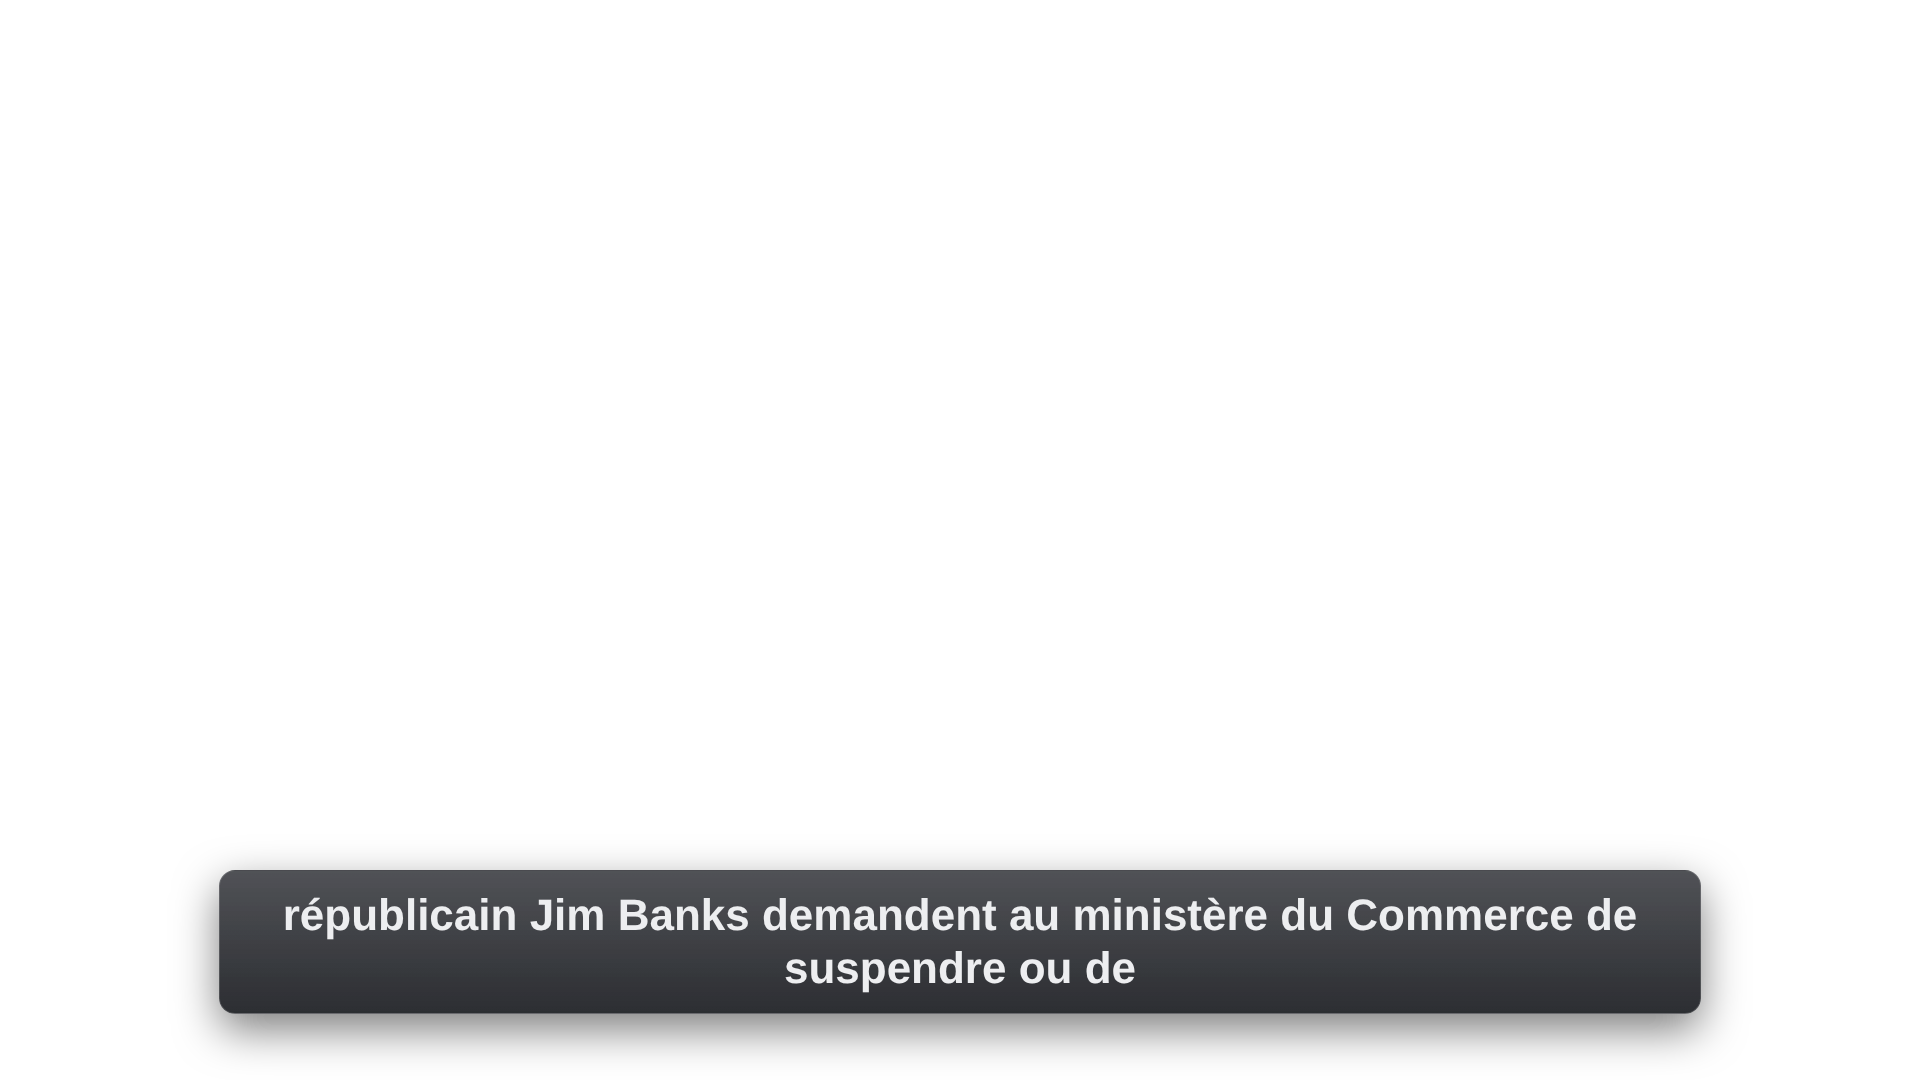 républicain Jim Banks demandent au ministère du Commerce de
suspendre ou de